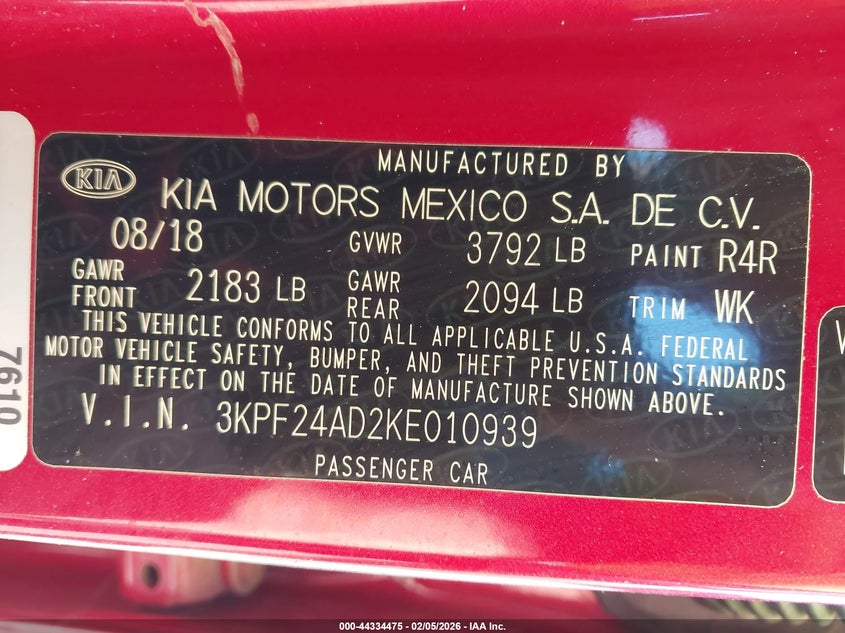 MANUFACTURED BY
KIA KIA MOTORS MEXICO S.A. DE C.V.
08/18 GVWR 3792 LB PAINT R4R
GAWR FRONT 2183 LB GAWR REAR 2094 LB TRIM WK
THIS VEHICLE CONFORMS TO ALL APPLICABLE U.S.A. FEDERAL
MOTOR VEHICLE SAFETY, BUMPER, AND THEFT PREVENTION STANDARDS
IN EFFECT ON THE DATE OF MANUFACTURE SHOWN ABOVE.
V.I.N. 3KPF24AD2KE010939
PASSENGER CAR
7610
000-44334475 - 02/05/2026 - IAA Inc.